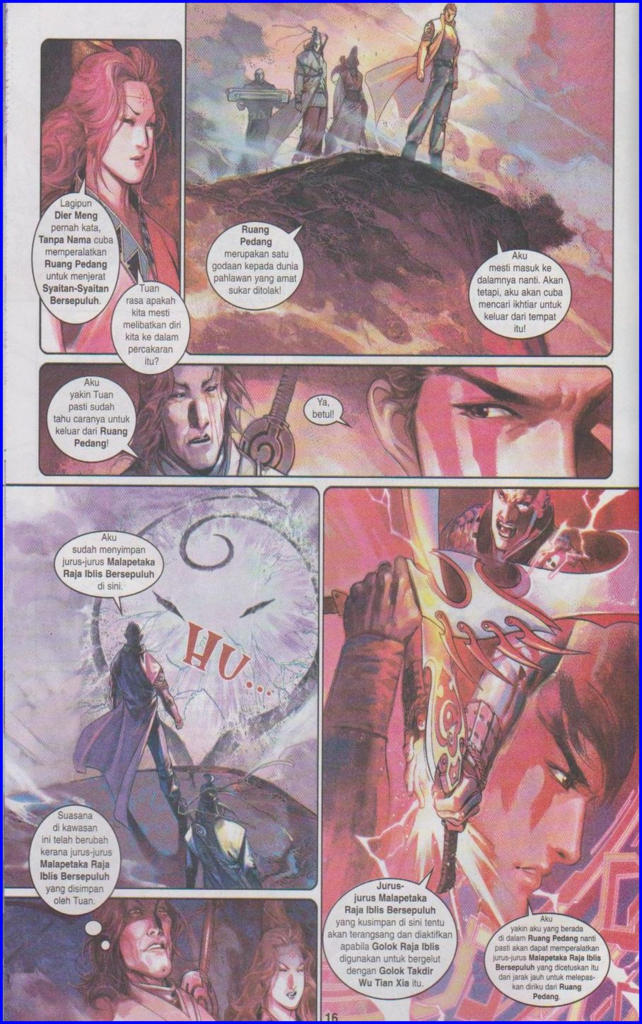 Lagipun
Dier Meng
pernah kata,
Tanpa Nama cuba
memperalatkan
Ruang Pedang
untuk menjerat
Syaitan-Syaitan
Bersepuluh.
Tuan
rasa apakah
kita mesti
melibatkan diri
ke dalam
percakaran
itu?
Ruang
Pedang
merupakan satu
godaan kepada dunia
pahlawan yang amat
sukar ditolak!
Aku
mesti masuk ke
dalamnya nanti. Akan
tetapi, aku akan cuba
mencari ikhtiar untuk
keluar dari tempat
itu!
Aku
yakin Tuan
pasti sudah
tahu caranya untuk
keluar dari Ruang
Pedang!
Ya,
betul!
Aku
sudah menyimpan
jurus-jurus Malapetaka
Raja Iblis Bersepuluh
di sini.
HU...
Suasana
di kawasan
ini telah berubah
kerana jurus-jurus
Malapetaka Raja
Iblis Bersepuluh
yang disimpan
oleh Tuan.
Jurus-
jurus Malapetaka
Raja Iblis Bersepuluh
yang kusimpan di sini tentu
akan terangsang dan diaktifkan
apabila Golok Raja Iblis
digunakan untuk bergelut
dengan Golok Takdir
Wu Tian Xia itu.
Aku
yakin aku yang berada
di dalam Ruang Pedang nanti
pasti akan dapat memperalatkan
jurus-jurus Malapetaka Raja Iblis
Bersepuluh yang dicetuskan itu
dari jarak jauh untuk melepas-
kan diriku dari Ruang
Pedang.
16